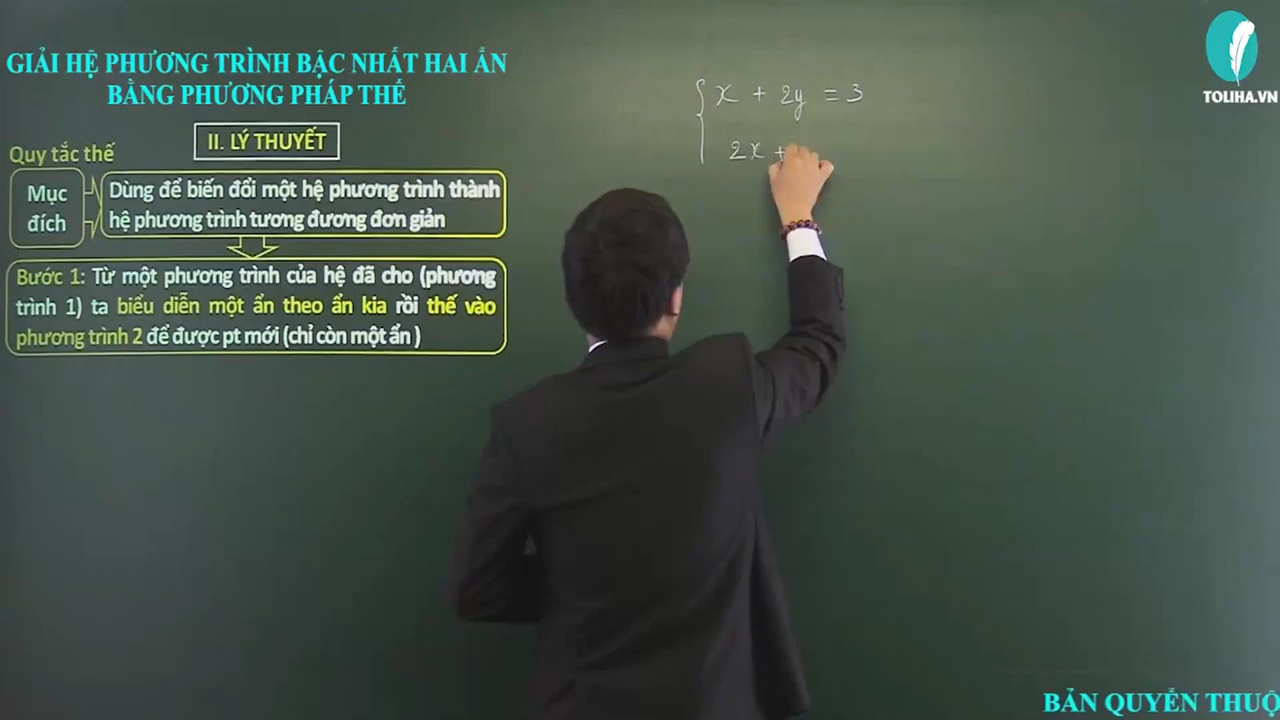 GIẢI HỆ PHƯƠNG TRÌNH BẬC NHẤT HAI ẨN
BẰNG PHƯƠNG PHÁP THẾ
II. LÝ THUYẾT
Quy tắc thế
Mục
đích
Dùng để biến đổi một hệ phương trình thành
hệ phương trình tương đương đơn giản
Bước 1: Từ một phương trình của hệ đã cho (phương
trình 1) ta biểu diễn một ẩn theo ẩn kia rồi thế vào
phương trình 2 để được pt mới (chỉ còn một ẩn )
x + 2y = 3
2x +
TOLIHA.VN
BẢN QUYỀN THUỘ